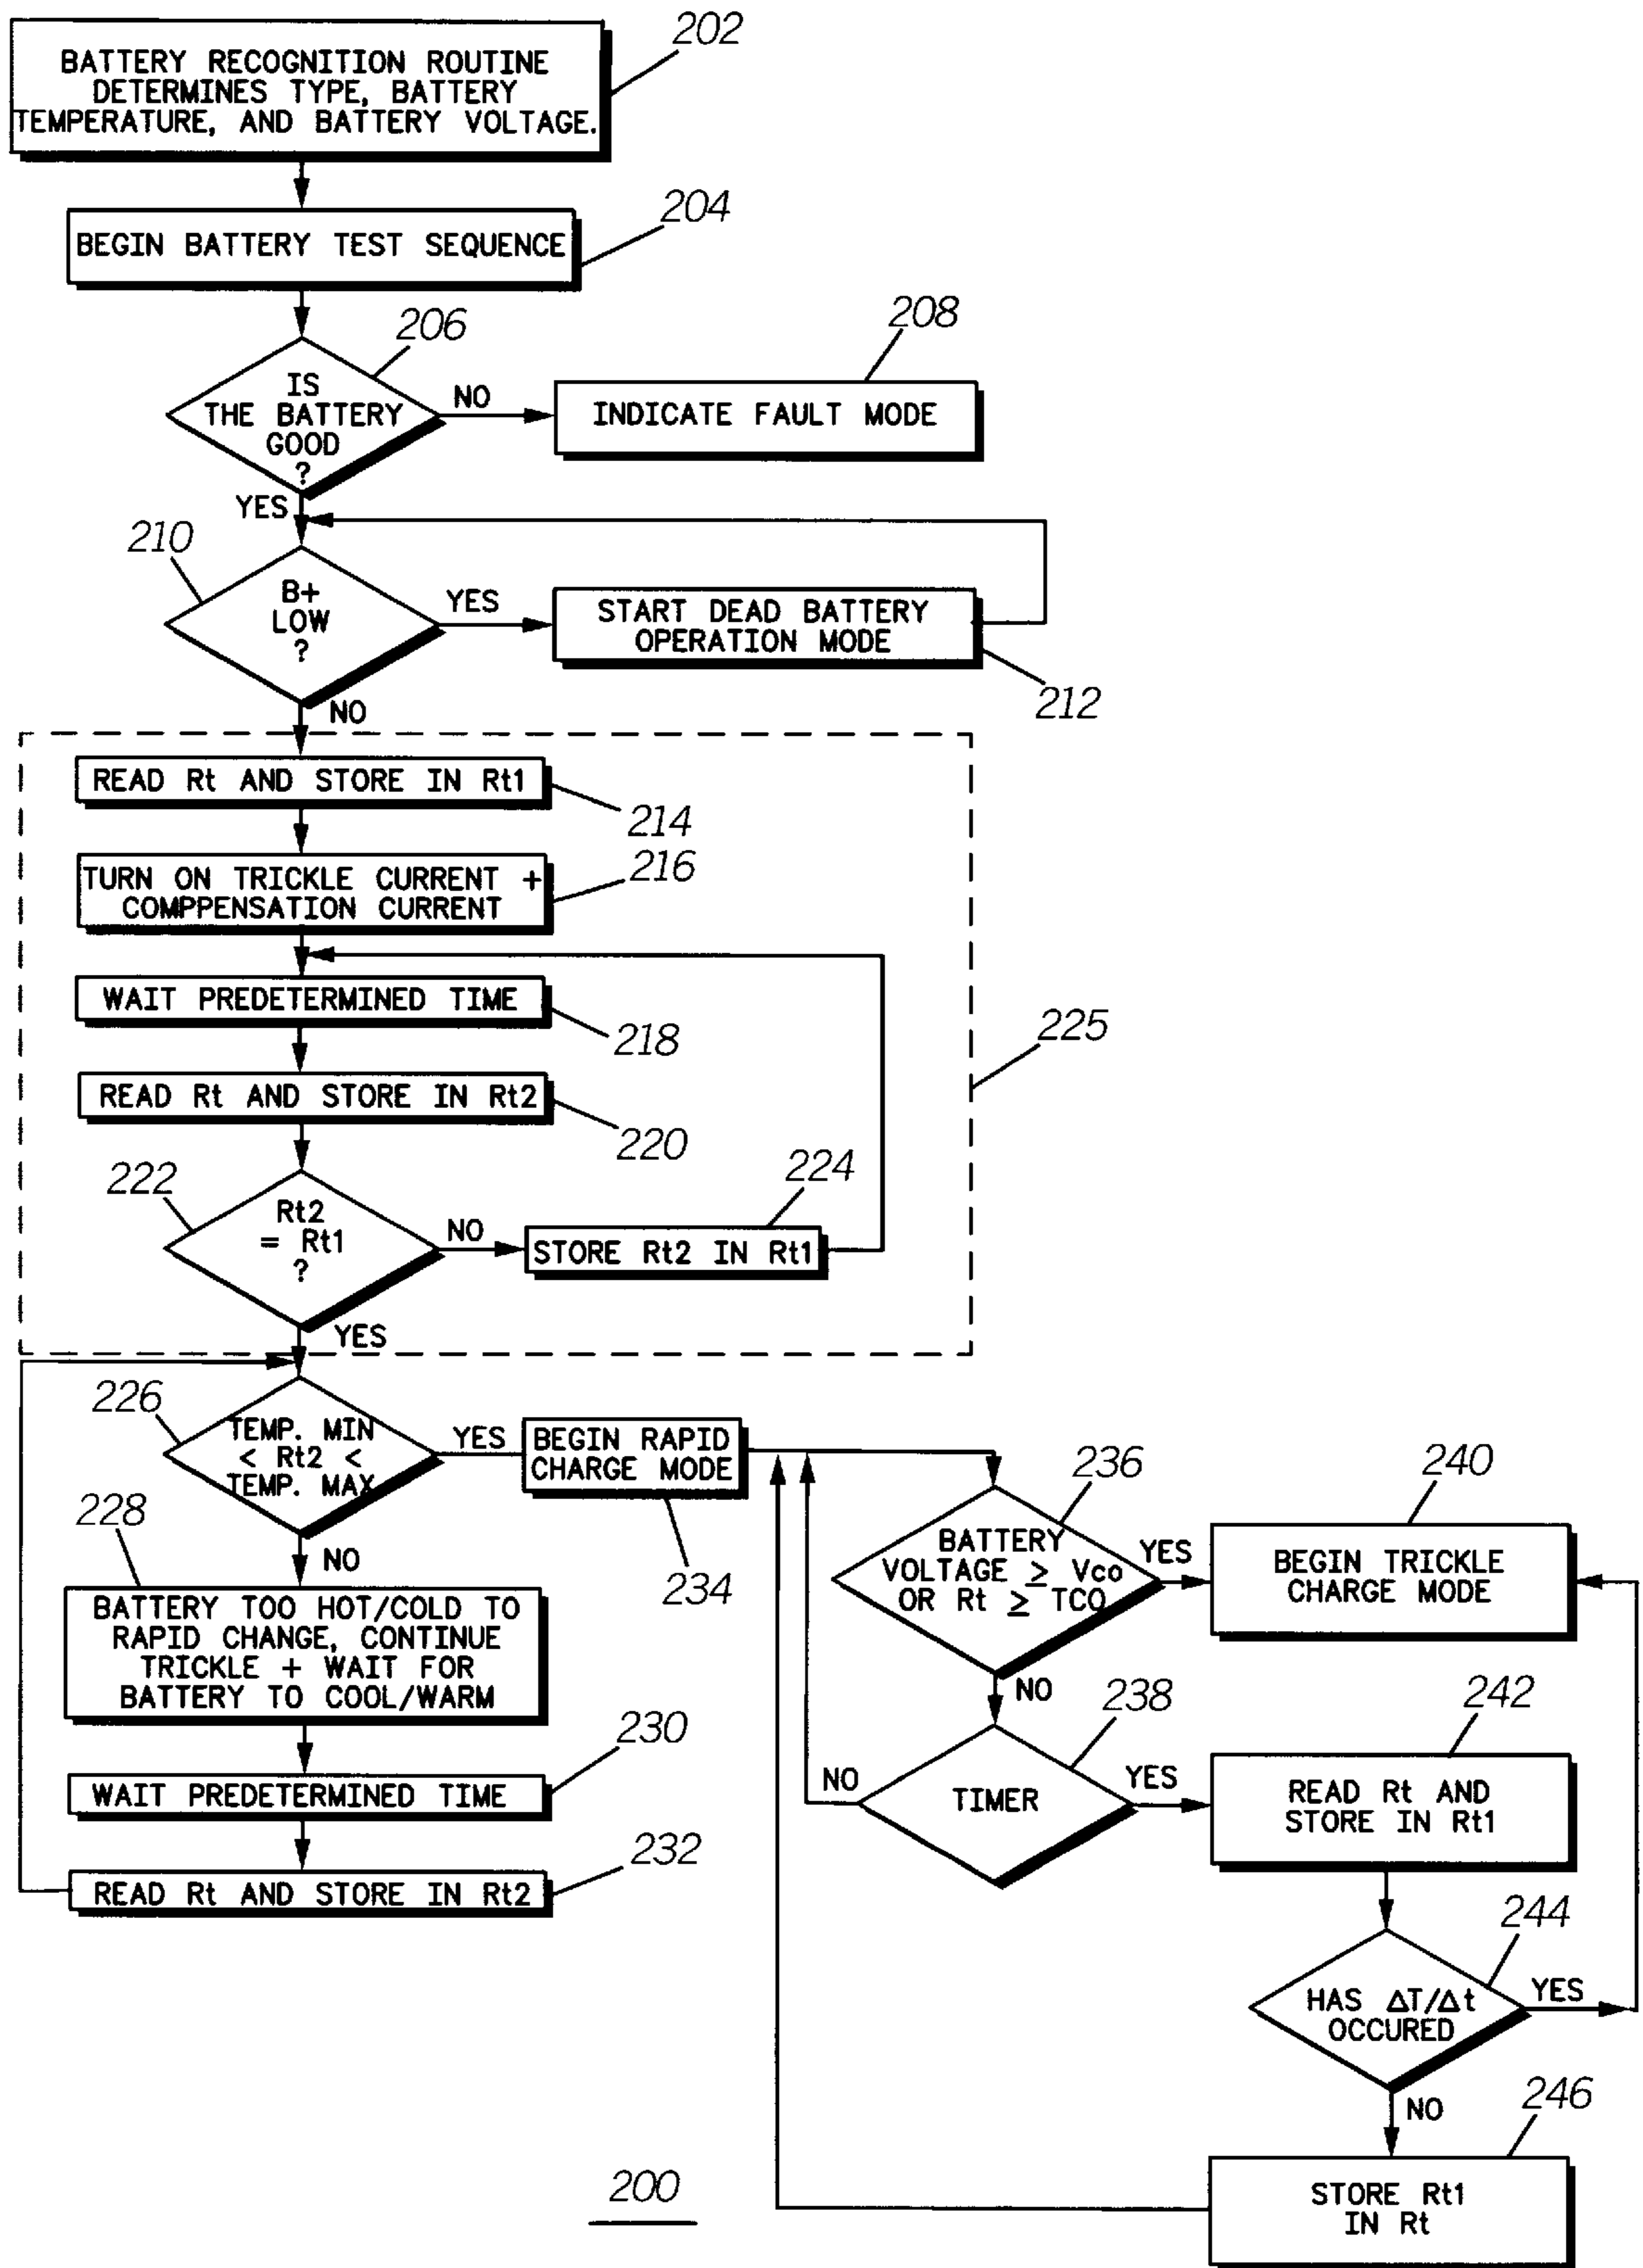 202
BATTERY RECOGNITION ROUTINE
DETERMINES TYPE, BATTERY
TEMPERATURE, AND BATTERY VOLTAGE.
204
BEGIN BATTERY TEST SEQUENCE
206
IS
THE BATTERY
GOOD
?
NO
208
INDICATE FAULT MODE
YES
210
B+
LOW
?
YES
START DEAD BATTERY
OPERATION MODE
212
NO
READ Rt AND STORE IN Rt1
214
TURN ON TRICKLE CURRENT +
COMPPENSATION CURRENT
216
WAIT PREDETERMINED TIME
218
225
READ Rt AND STORE IN Rt2
220
222
Rt2
= Rt1
?
NO
224
STORE Rt2 IN Rt1
YES
226
TEMP. MIN
< Rt2 <
TEMP. MAX
YES
BEGIN RAPID
CHARGE MODE
234
NO
228
BATTERY TOO HOT/COLD TO
RAPID CHANGE, CONTINUE
TRICKLE + WAIT FOR
BATTERY TO COOL/WARM
230
WAIT PREDETERMINED TIME
232
READ Rt AND STORE IN Rt2
236
BATTERY
VOLTAGE ≥ Vco
OR Rt ≥ TCO
YES
240
BEGIN TRICKLE
CHARGE MODE
NO
238
TIMER
NO
YES
242
READ Rt AND
STORE IN Rt1
244
HAS ΔT/Δt
OCCURED
YES
NO
246
STORE Rt1
IN Rt
200